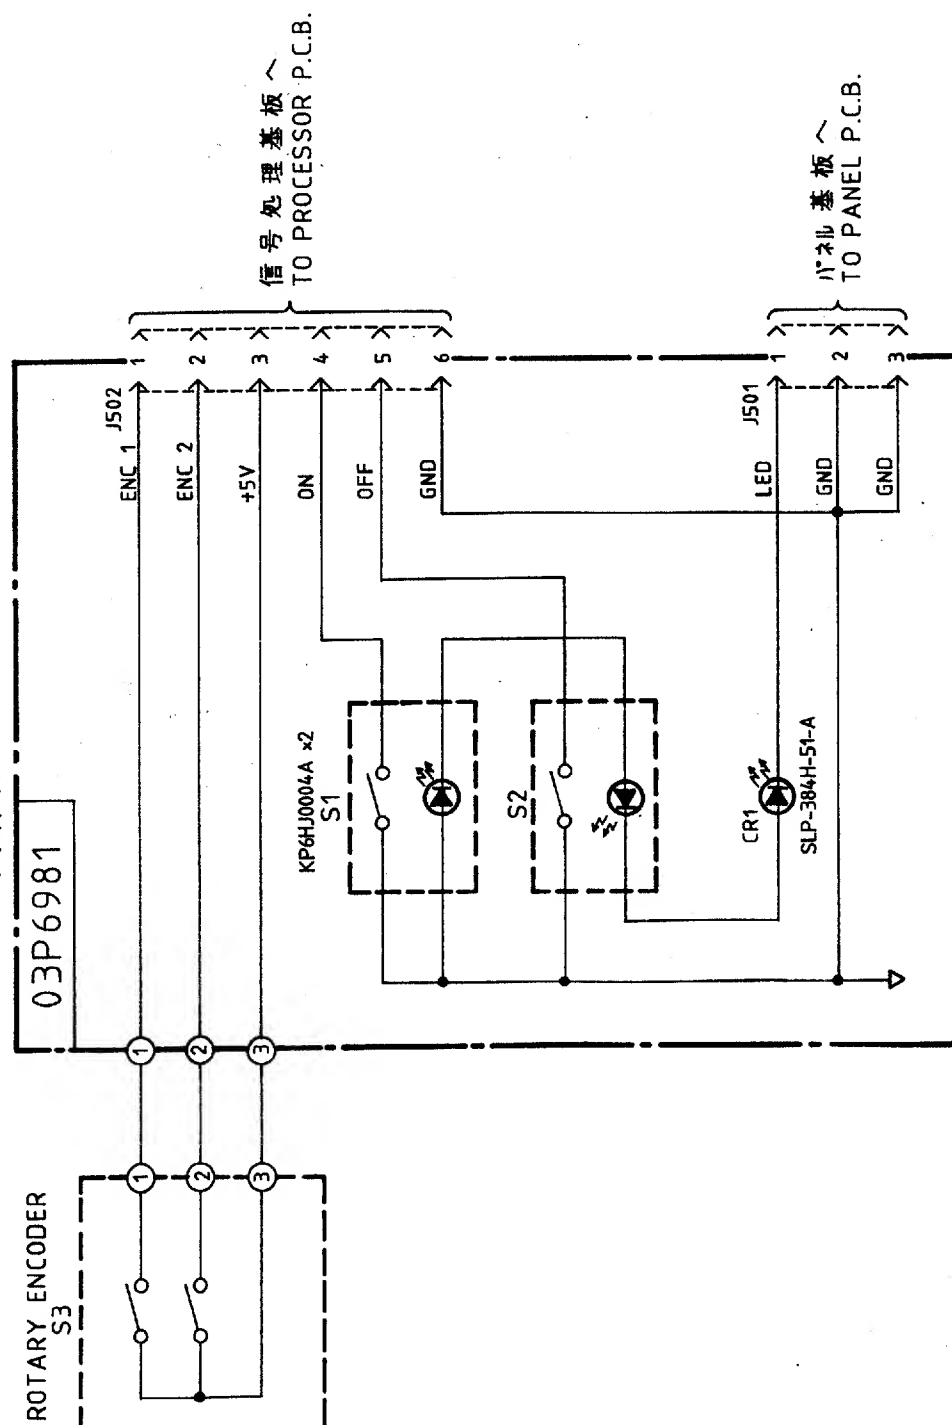 ROTARY ENCODER
S3
1
2
3
1
2
3
03P6981
KP6HJ0004A ×2
S1
S2
CR1
SLP-384H-51-A
ENC 1
ENC 2
+5V
ON
OFF
GND
J502
1
2
3
4
5
6
信号処理基板へ
TO PROCESSOR P.C.B.
LED
GND
GND
J501
1
2
3
パネル基板へ
TO PANEL P.C.B.